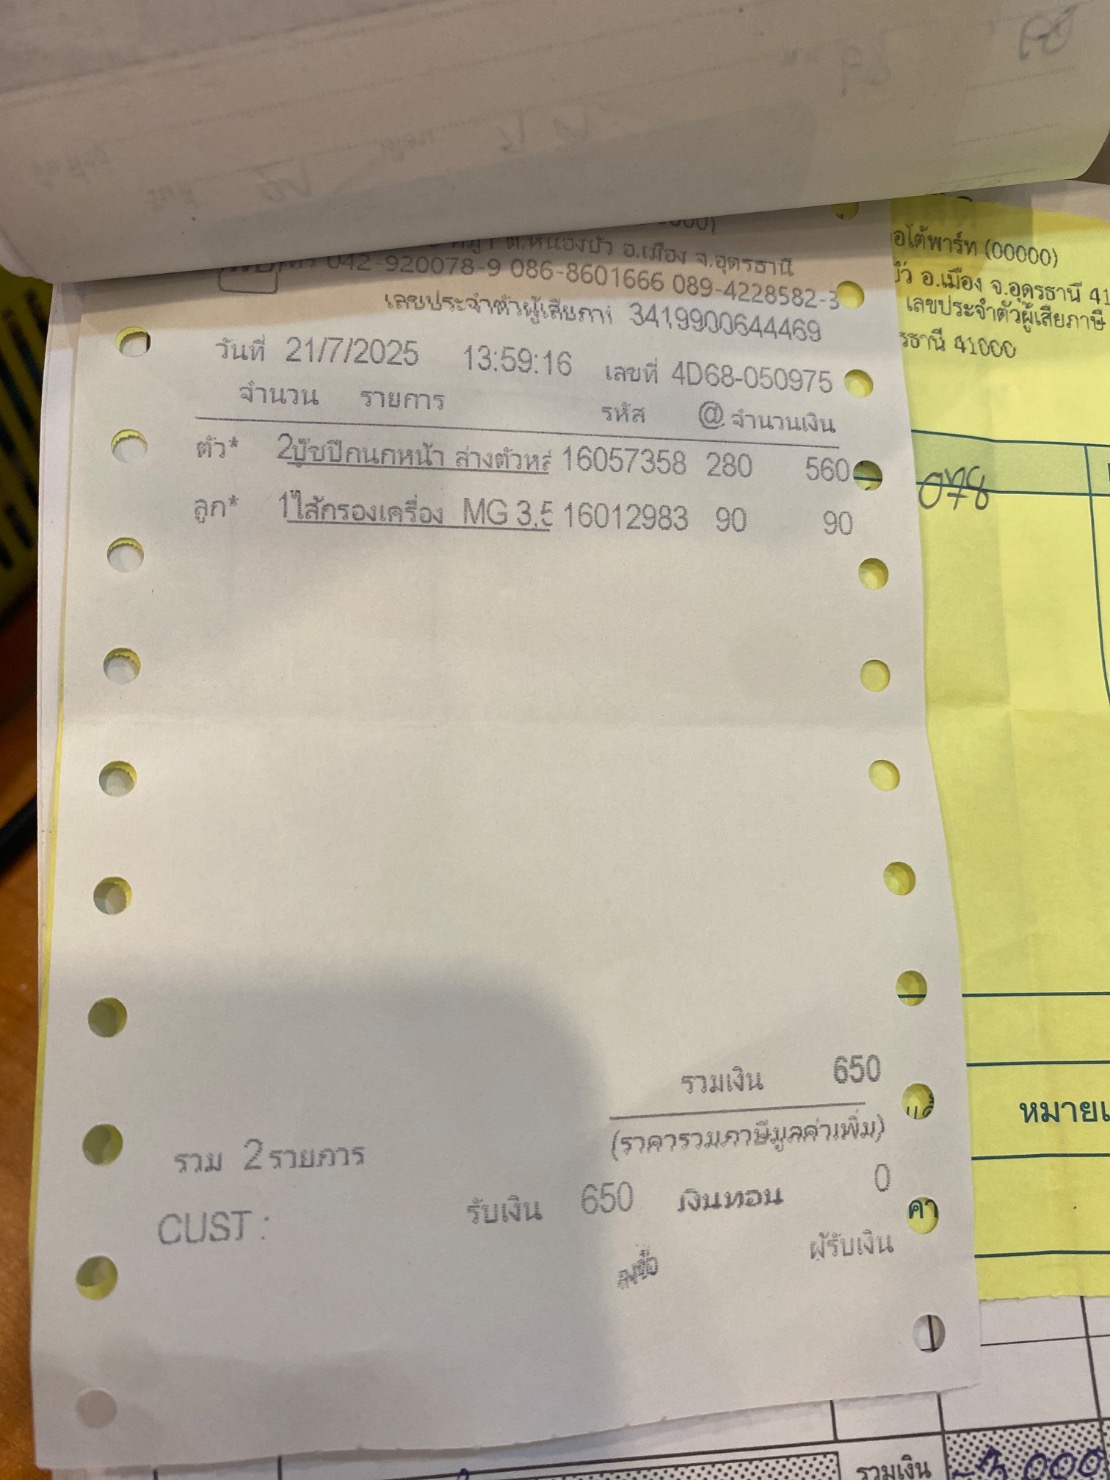 ต.หนองบัว อ.เมือง จ.อุดรธานี
042-920078-9 086-8601666 089-4228582-3
เลขประจำตัวผู้เสียภาษี 3419900644469
วันที่ 21/7/2025 13:59:16 เลขที่ 4D68-050975
จำนวน รายการ รหัส @ จำนวนเงิน
ตัว* 2บู๊ชปีกนกหน้า ล่างตัวหลั 16057358 280 560
ลูก* 1ไส้กรองเครื่อง MG 3,5 16012983 90 90
รวมเงิน 650
(ราคารวมภาษีมูลค่าเพิ่ม)
รวม 2รายการ
รับเงิน 650 เงินทอน 0
CUST :
ลงชื่อ ผู้รับเงิน
อโต้พาร์ท (00000)
บัว อ.เมือง จ.อุดรธานี 41
เลขประจำตัวผู้เสียภาษี
รธานี 41000
078
หมายเ
ค่า
รวมเงิน